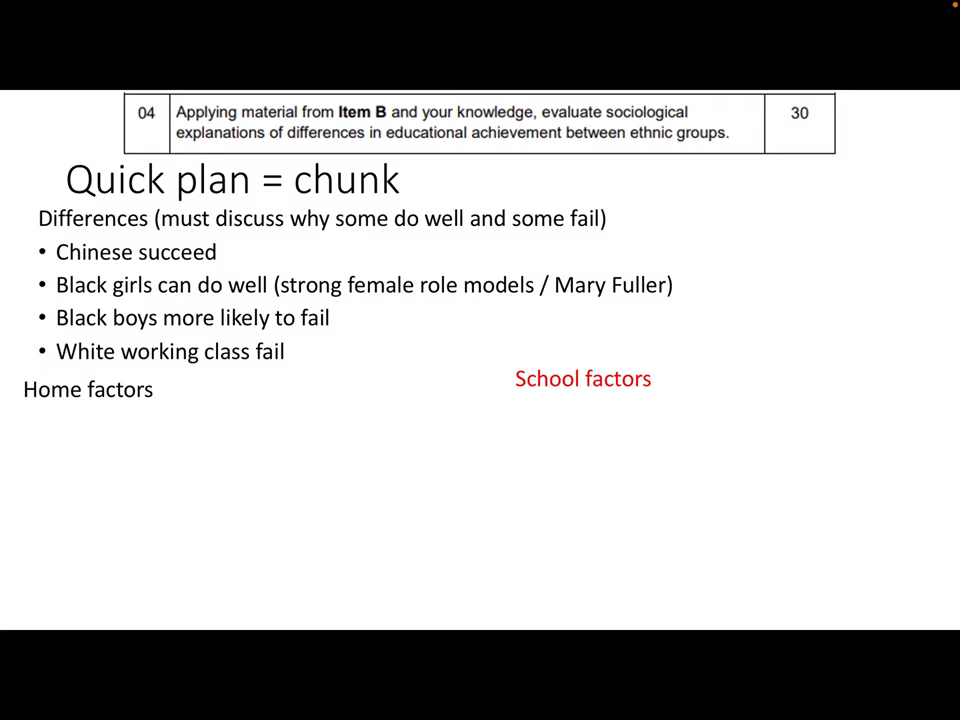 04
Applying material from Item B and your knowledge, evaluate sociological
explanations of differences in educational achievement between ethnic groups.
30
Quick plan = chunk
Differences (must discuss why some do well and some fail)
• Chinese succeed
• Black girls can do well (strong female role models / Mary Fuller)
• Black boys more likely to fail
• White working class fail
Home factors
School factors